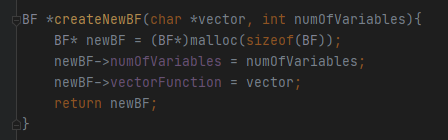 BF *createNewBF(char *vector, int numOfVariables){
    BF* newBF = (BF*)malloc(sizeof(BF));
    newBF->numOfVariables = numOfVariables;
    newBF->vectorFunction = vector;
    return newBF;
}